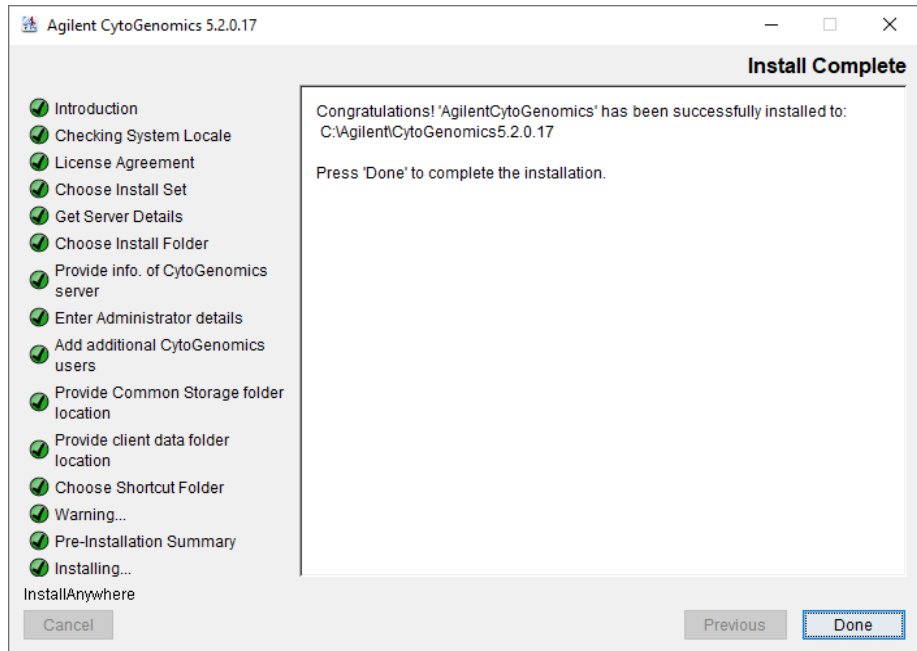 Agilent CytoGenomics 5.2.0.17
Install Complete
Introduction
Checking System Locale
License Agreement
Choose Install Set
Get Server Details
Choose Install Folder
Provide info. of CytoGenomics
server
Enter Administrator details
Add additional CytoGenomics
users
Provide Common Storage folder
location
Provide client data folder
location
Choose Shortcut Folder
Warning...
Pre-Installation Summary
Installing...
Congratulations! 'AgilentCytoGenomics' has been successfully installed to:
C:\Agilent\CytoGenomics5.2.0.17
Press 'Done' to complete the installation.
InstallAnywhere
Cancel
Previous
Done